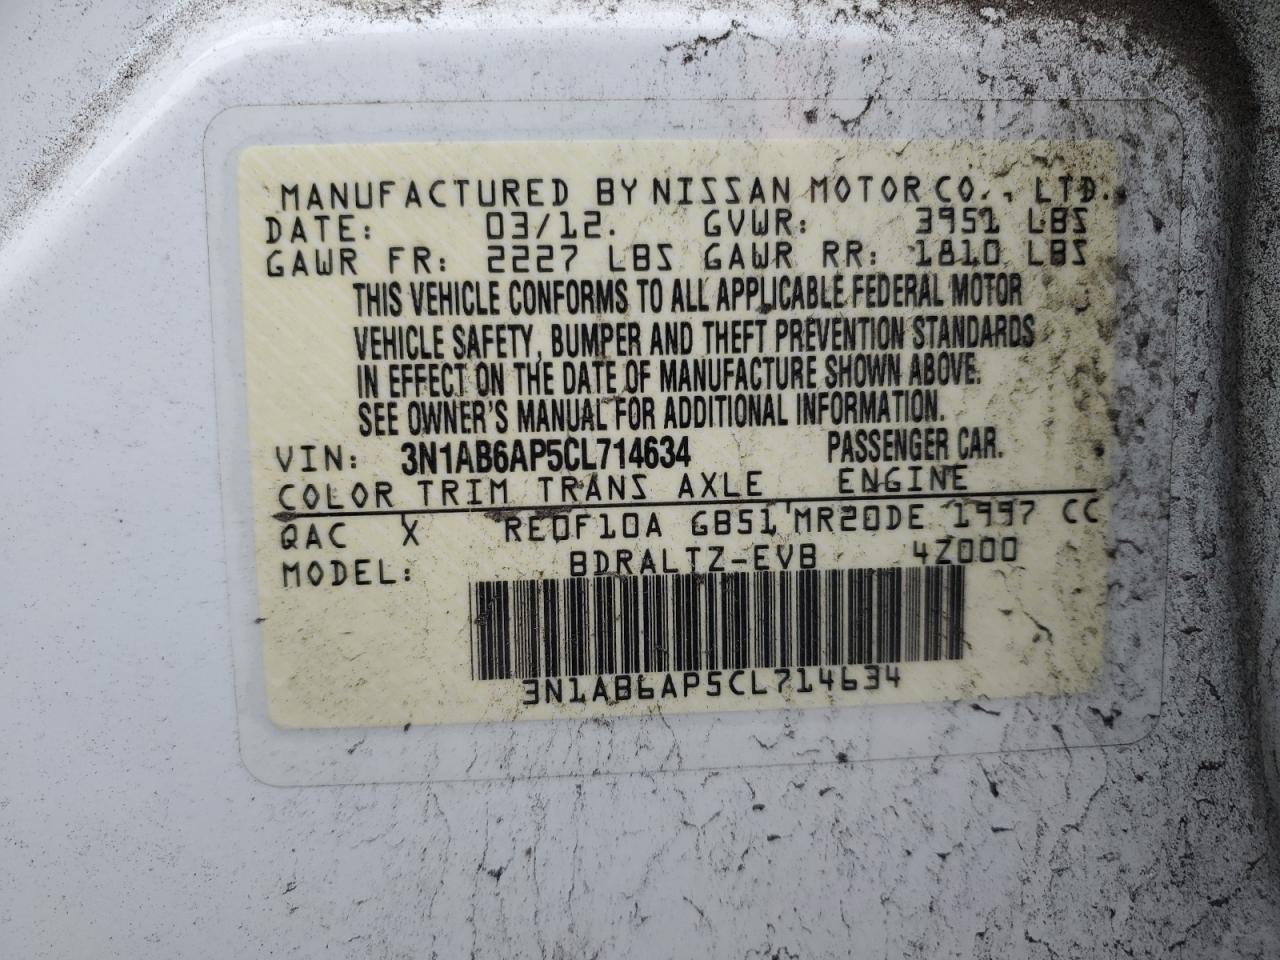 MANUFACTURED BY NISSAN MOTOR CO., LTD.
DATE: 03/12. GVWR: 3951 LBS
GAWR FR: 2227 LBS GAWR RR: 1810 LBS
THIS VEHICLE CONFORMS TO ALL APPLICABLE FEDERAL MOTOR
VEHICLE SAFETY, BUMPER AND THEFT PREVENTION STANDARDS
IN EFFECT ON THE DATE OF MANUFACTURE SHOWN ABOVE.
SEE OWNER'S MANUAL FOR ADDITIONAL INFORMATION.
VIN: 3N1AB6AP5CL714634 PASSENGER CAR.
COLOR TRIM TRANS AXLE ENGINE
QAC X RE0F10A GB51 MR20DE 1997 CC
MODEL: BDRALTZ-EVB 4Z000
3N1AB6AP5CL714634